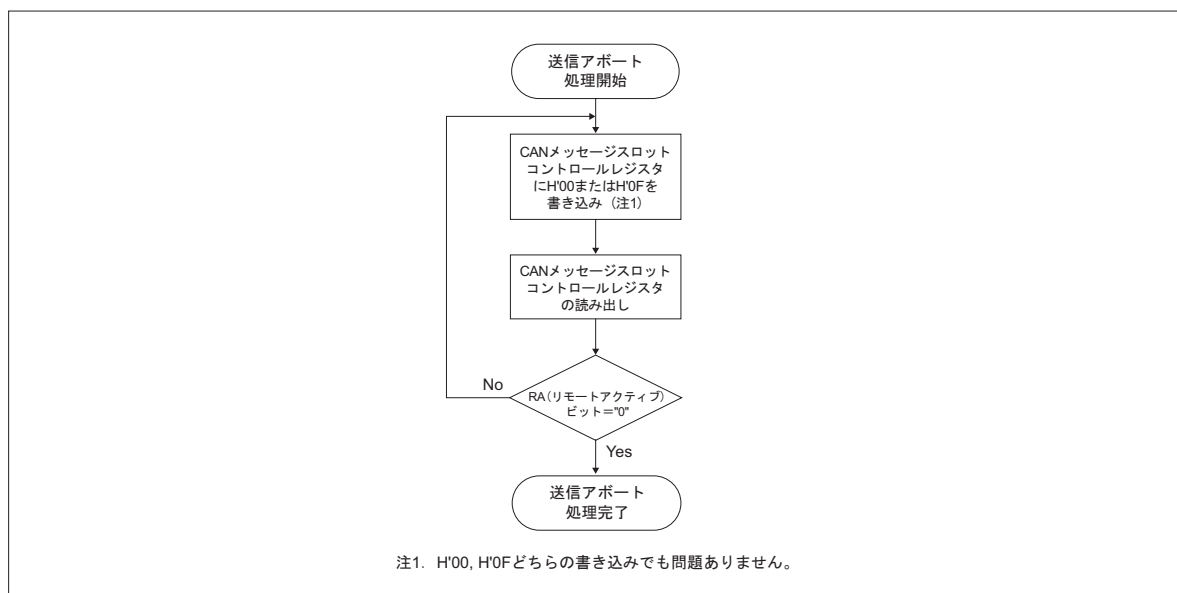 送信アボート
処理開始
CANメッセージスロット
コントロールレジスタ
にH'00またはH'0Fを
書き込み（注1）
CANメッセージスロット
コントロールレジスタ
の読み出し
No
RA（リモートアクティブ）
ビット="0"
Yes
送信アボート
処理完了
注1. H'00, H'0Fどちらの書き込みでも問題ありません。